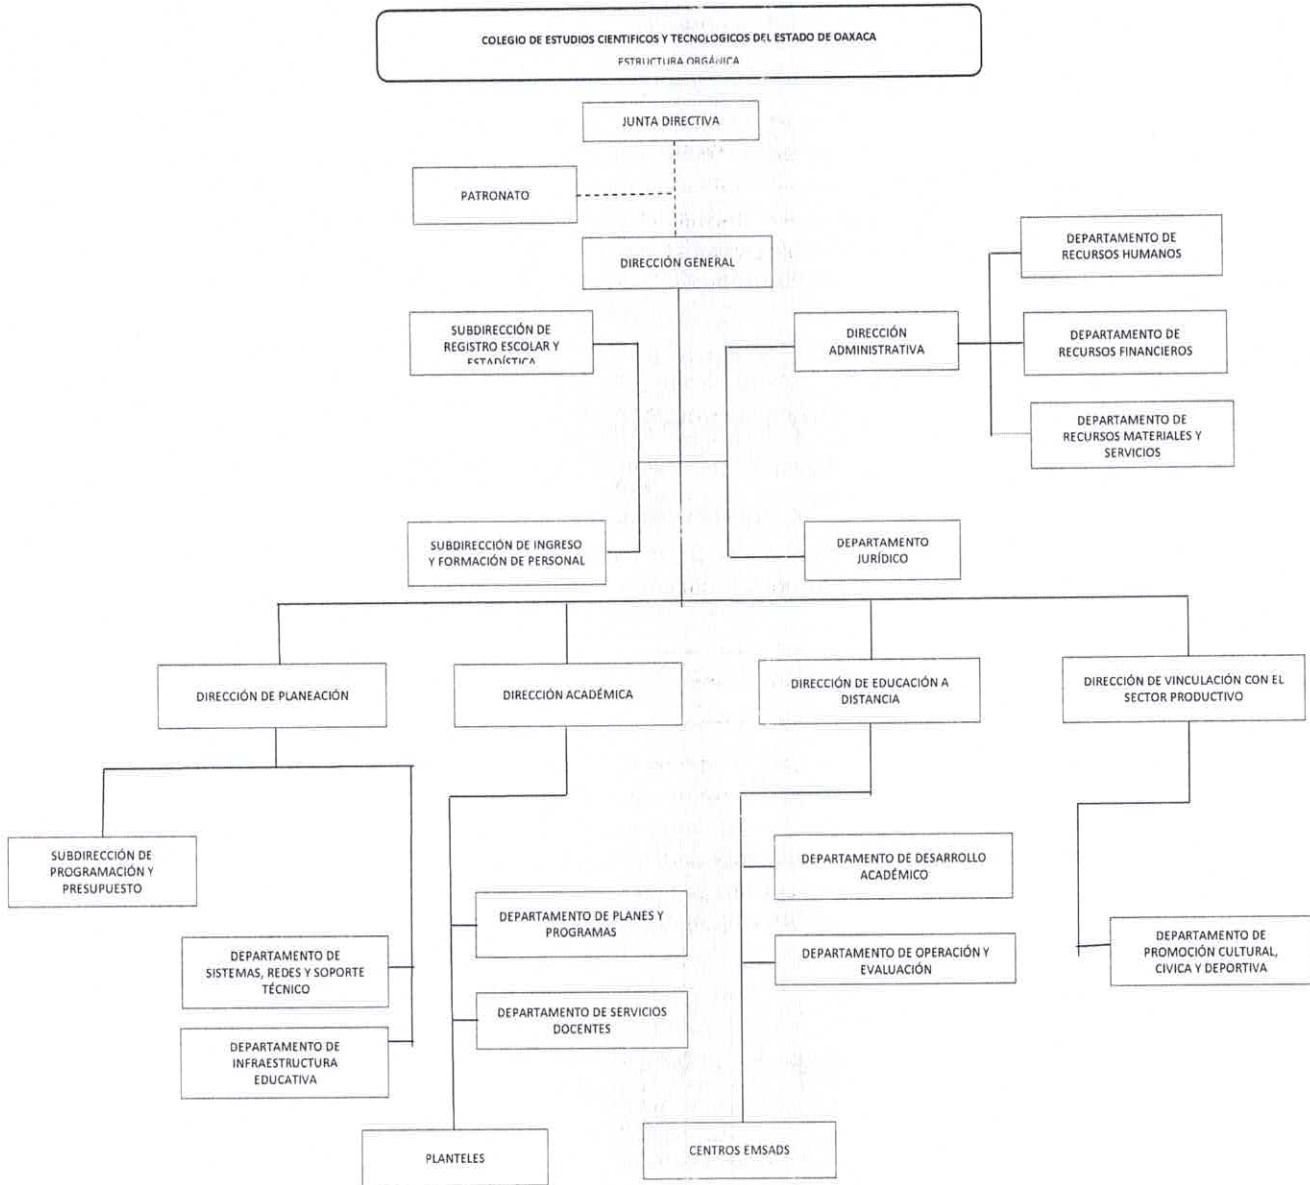 COLEGIO DE ESTUDIOS CIENTIFICOS Y TECNOLOGICOS DEL ESTADO DE OAXACA
ESTRUCTURA ORGÁNICA
JUNTA DIRECTIVA
PATRONATO
DIRECCIÓN GENERAL
DEPARTAMENTO DE
RECURSOS HUMANOS
SUBDIRECCIÓN DE
REGISTRO ESCOLAR Y
ESTADÍSTICA
DIRECCIÓN
ADMINISTRATIVA
DEPARTAMENTO DE
RECURSOS FINANCIEROS
DEPARTAMENTO DE
RECURSOS MATERIALES Y
SERVICIOS
SUBDIRECCIÓN DE INGRESO
Y FORMACIÓN DE PERSONAL
DEPARTAMENTO
JURÍDICO
DIRECCIÓN DE PLANEACIÓN
DIRECCIÓN ACADÉMICA
DIRECCIÓN DE EDUCACIÓN A
DISTANCIA
DIRECCIÓN DE VINCULACIÓN CON EL
SECTOR PRODUCTIVO
SUBDIRECCIÓN DE
PROGRAMACIÓN Y
PRESUPUESTO
DEPARTAMENTO DE
SISTEMAS, REDES Y SOPORTE
TÉCNICO
DEPARTAMENTO DE
INFRAESTRUCTURA
EDUCATIVA
DEPARTAMENTO DE PLANES Y
PROGRAMAS
DEPARTAMENTO DE SERVICIOS
DOCENTES
PLANTELES
DEPARTAMENTO DE DESARROLLO
ACADÉMICO
DEPARTAMENTO DE OPERACIÓN Y
EVALUACIÓN
CENTROS EMSADS
DEPARTAMENTO DE
PROMOCIÓN CULTURAL,
CIVICA Y DEPORTIVA